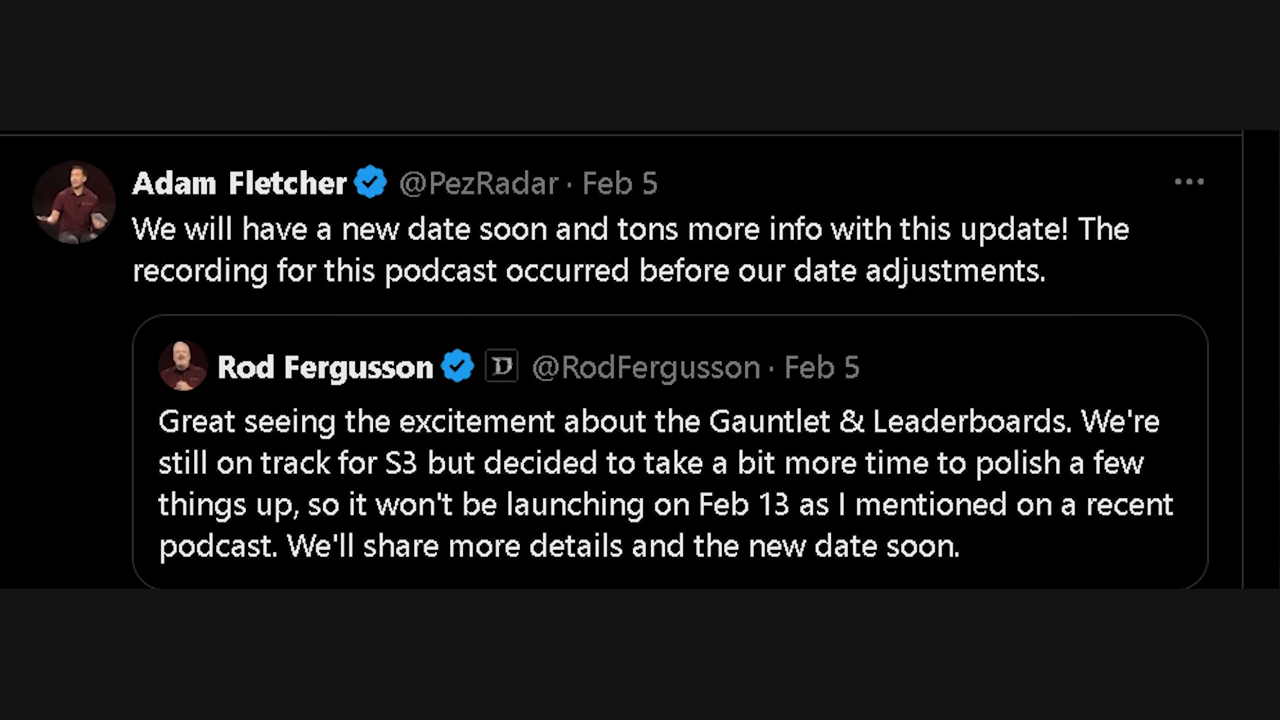 Adam Fletcher @PezRadar · Feb 5
We will have a new date soon and tons more info with this update! The
recording for this podcast occurred before our date adjustments.
Rod Fergusson D @RodFergusson · Feb 5
Great seeing the excitement about the Gauntlet & Leaderboards. We're
still on track for S3 but decided to take a bit more time to polish a few
things up, so it won't be launching on Feb 13 as I mentioned on a recent
podcast. We'll share more details and the new date soon.